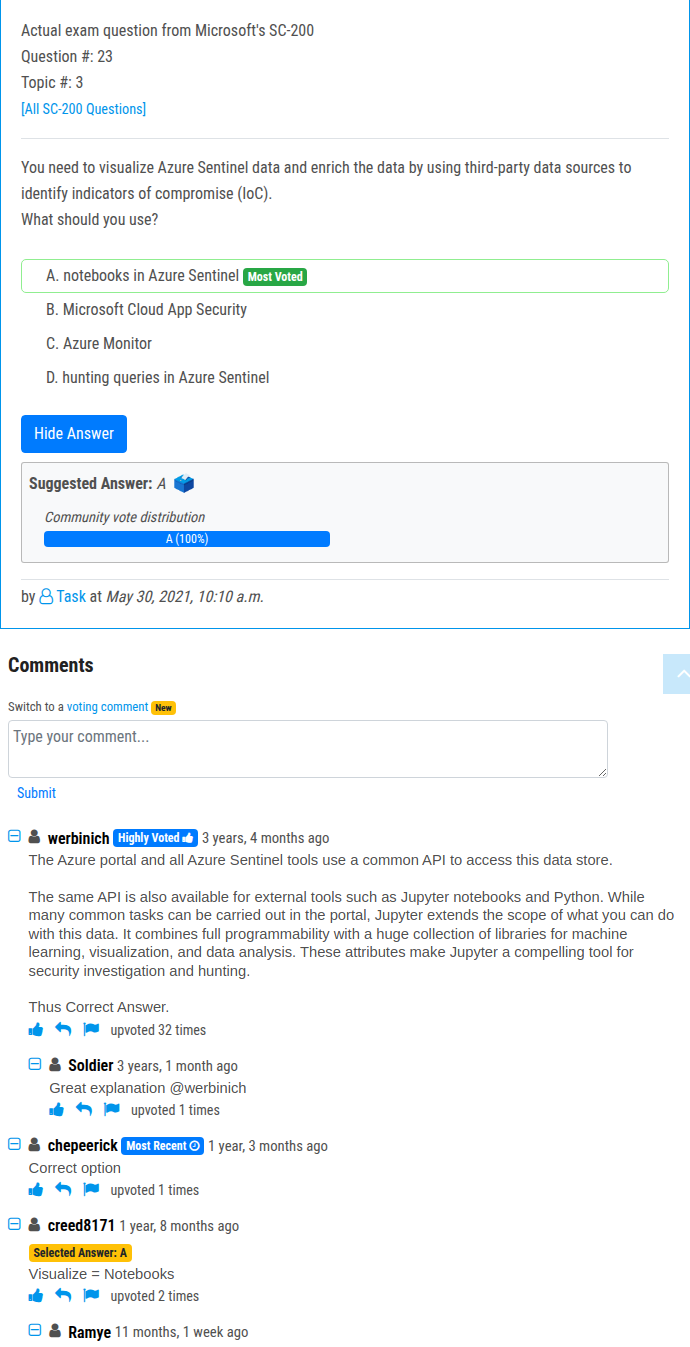 Actual exam question from Microsoft's SC-200
Question #: 23
Topic #: 3
[All SC-200 Questions]
You need to visualize Azure Sentinel data and enrich the data by using third-party data sources to
identify indicators of compromise (IoC).
What should you use?
A. notebooks in Azure Sentinel Most Voted
B. Microsoft Cloud App Security
C. Azure Monitor
D. hunting queries in Azure Sentinel
Hide Answer
Suggested Answer: A
Community vote distribution
A (100%)
by Task at May 30, 2021, 10:10 a.m.
Comments
Switch to a voting comment New
Type your comment...
Submit
werbinich Highly Voted 3 years, 4 months ago
The Azure portal and all Azure Sentinel tools use a common API to access this data store.
The same API is also available for external tools such as Jupyter notebooks and Python. While
many common tasks can be carried out in the portal, Jupyter extends the scope of what you can do
with this data. It combines full programmability with a huge collection of libraries for machine
learning, visualization, and data analysis. These attributes make Jupyter a compelling tool for
security investigation and hunting.
Thus Correct Answer.
upvoted 32 times
Soldier 3 years, 1 month ago
Great explanation @werbinich
upvoted 1 times
chepeerick Most Recent 1 year, 3 months ago
Correct option
upvoted 1 times
creed8171 1 year, 8 months ago
Selected Answer: A
Visualize = Notebooks
upvoted 2 times
Ramye 11 months, 1 week ago